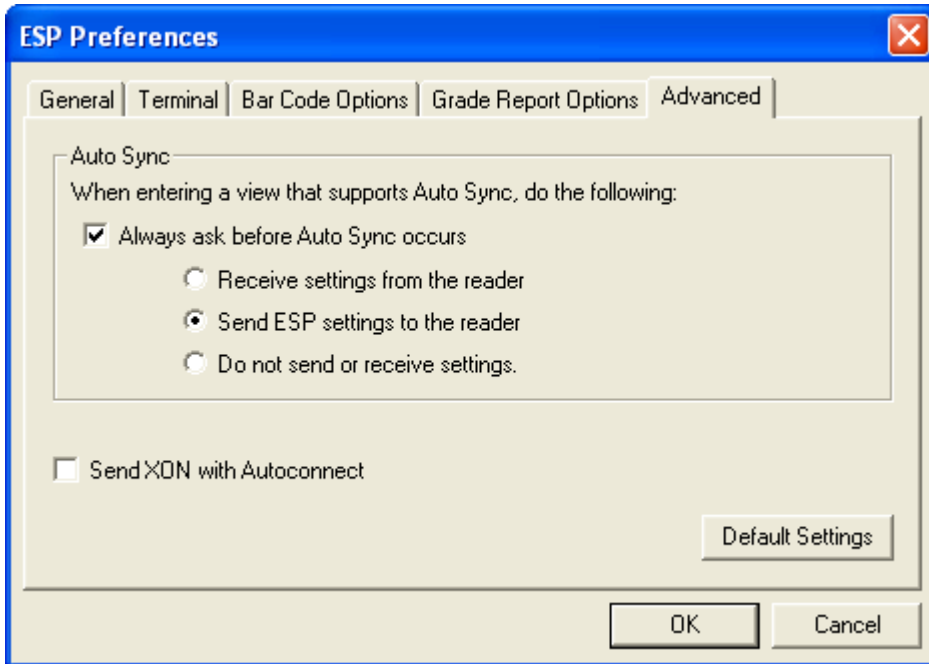 ESP Preferences
General Terminal Bar Code Options Grade Report Options Advanced
Auto Sync
When entering a view that supports Auto Sync, do the following:
Always ask before Auto Sync occurs
Receive settings from the reader
Send ESP settings to the reader
Do not send or receive settings.
Send XON with Autoconnect
Default Settings
OK Cancel